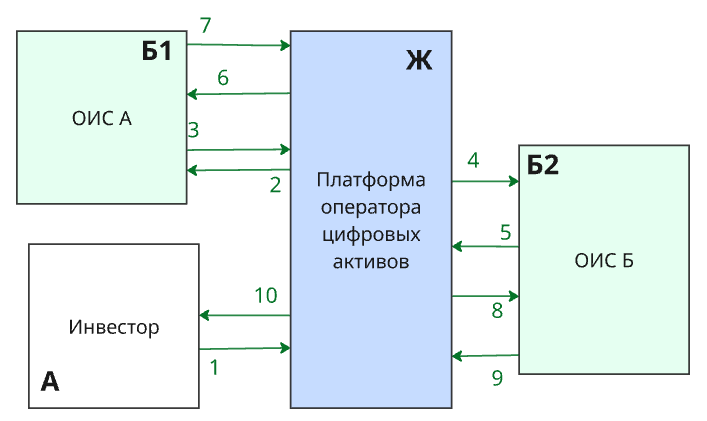 7
Б1
Ж
6
ОИС А
3
4
Б2
2
Платформа
оператора
цифровых
активов
5
ОИС Б
10
8
Инвестор
1
9
А